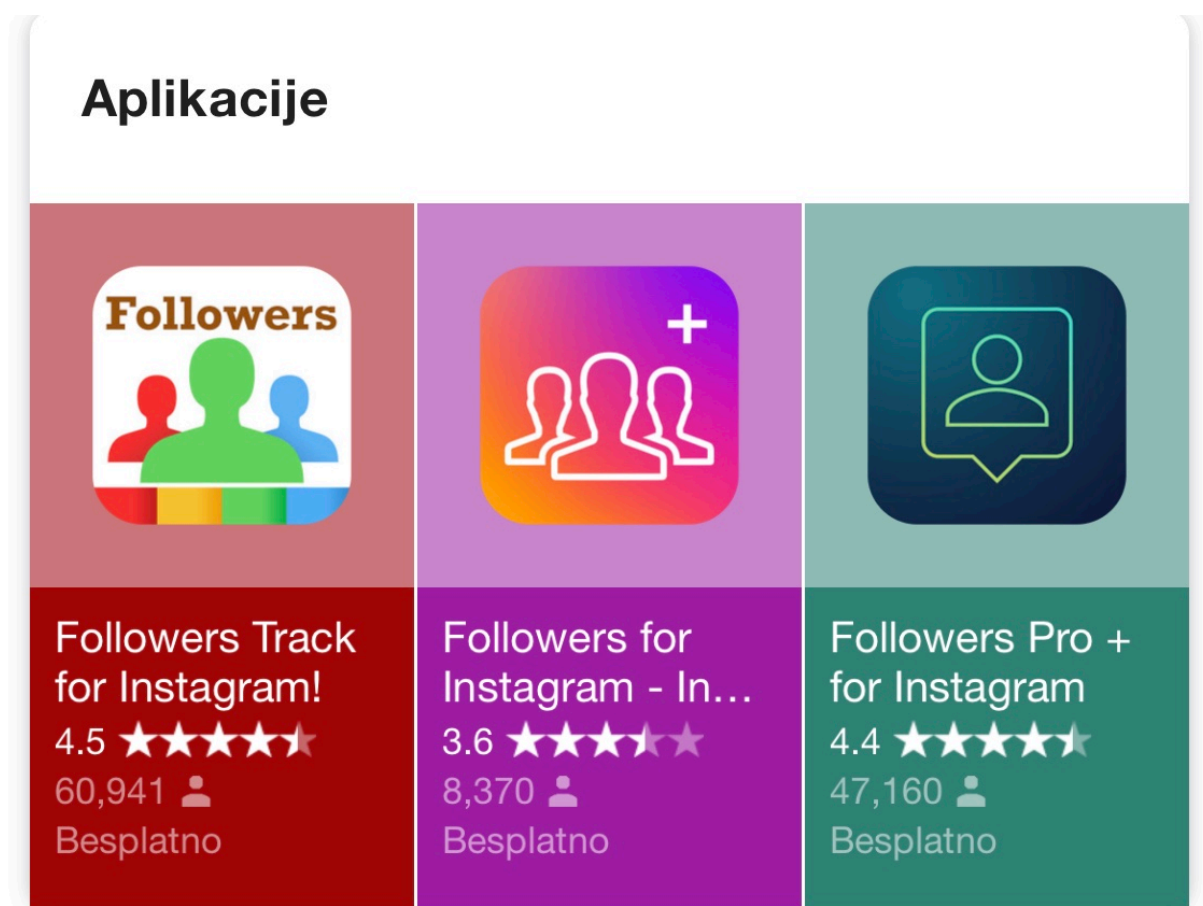 Aplikacije
Followers
Followers Track
for Instagram!
4.5
60,941
Besplatno
+
Followers for
Instagram - In...
3.6
8,370
Besplatno
Followers Pro +
for Instagram
4.4
47,160
Besplatno